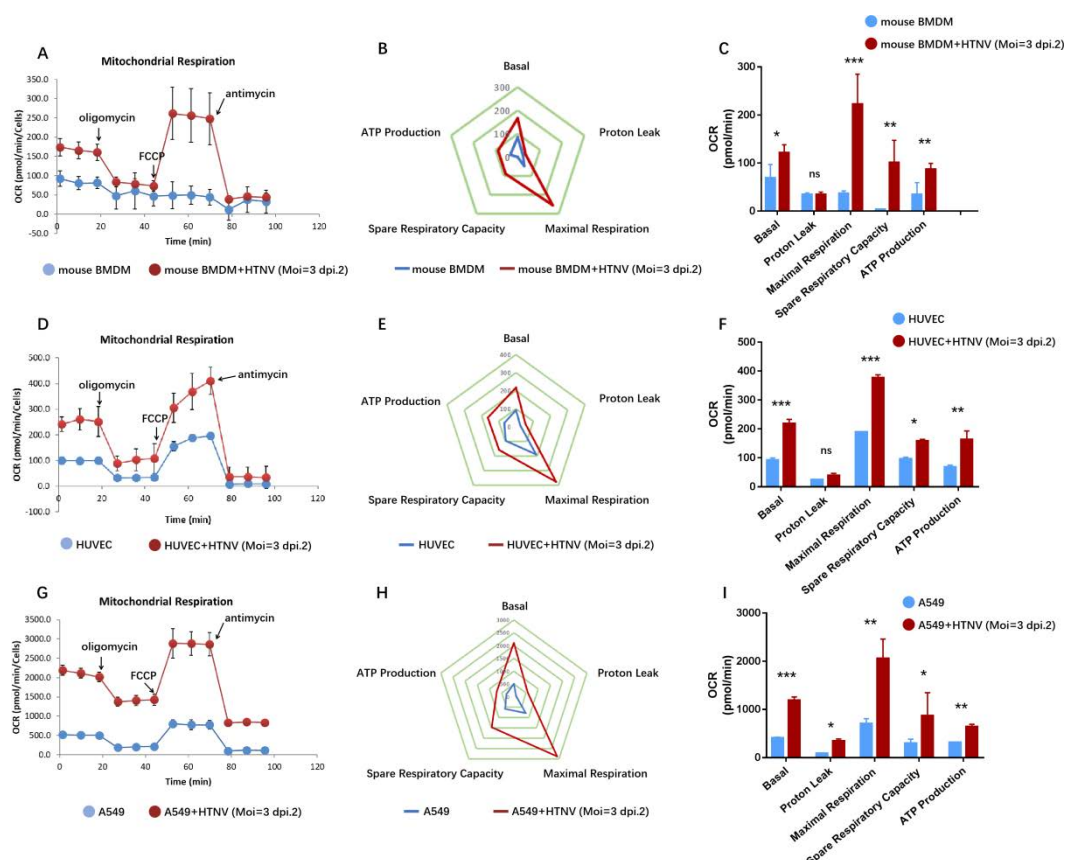 A
Mitochondrial Respiration
OCR (pmol/min/Cells)
350.0
300.0
250.0
200.0
150.0
100.0
50.0
0.0
-50.0
oligomycin
FCCP
antimycin
0 20 40 60 80 100 120
Time (min)
mouse BMDM mouse BMDM+HTNV (Moi=3 dpi.2)
B
Basal
300
200
100
0
ATP Production
Proton Leak
Spare Respiratory Capacity
Maximal Respiration
mouse BMDM mouse BMDM+HTNV (Moi=3 dpi.2)
C
mouse BMDM
mouse BMDM+HTNV (Moi=3 dpi.2)
OCR
(pmol/min)
300
200
100
0
* ns *** ** **
Basal
Proton Leak
Maximal Respiration
Spare Respiratory Capacity
ATP Production
D
Mitochondrial Respiration
OCR (pmol/min/Cells)
500.0
400.0
300.0
200.0
100.0
0.0
-100.0
oligomycin
FCCP
antimycin
0 20 40 60 80 100 120
Time (min)
HUVEC HUVEC+HTNV (Moi=3 dpi.2)
E
Basal
400
300
200
100
0
ATP Production
Proton Leak
Spare Respiratory Capacity
Maximal Respiration
HUVEC HUVEC+HTNV (Moi=3 dpi.2)
F
HUVEC
HUVEC+HTNV (Moi=3 dpi.2)
OCR
(pmol/min)
500
400
300
200
100
0
*** ns *** * **
Basal
Proton Leak
Maximal Respiration
Spare Respiratory Capacity
ATP Production
G
Mitochondrial Respiration
OCR (pmol/min/Cells)
3500.0
3000.0
2500.0
2000.0
1500.0
1000.0
500.0
0.0
oligomycin
FCCP
antimycin
0 20 40 60 80 100 120
Time (min)
A549 A549+HTNV (Moi=3 dpi.2)
H
Basal
3000
ATP Production
Proton Leak
Spare Respiratory Capacity
Maximal Respiration
A549 A549+HTNV (Moi=3 dpi.2)
I
A549
A549+HTNV (Moi=3 dpi.2)
OCR
(pmol/min)
3000
2000
1000
0
*** * ** * **
Basal
Proton Leak
Maximal Respiration
Spare Respiratory Capacity
ATP Production